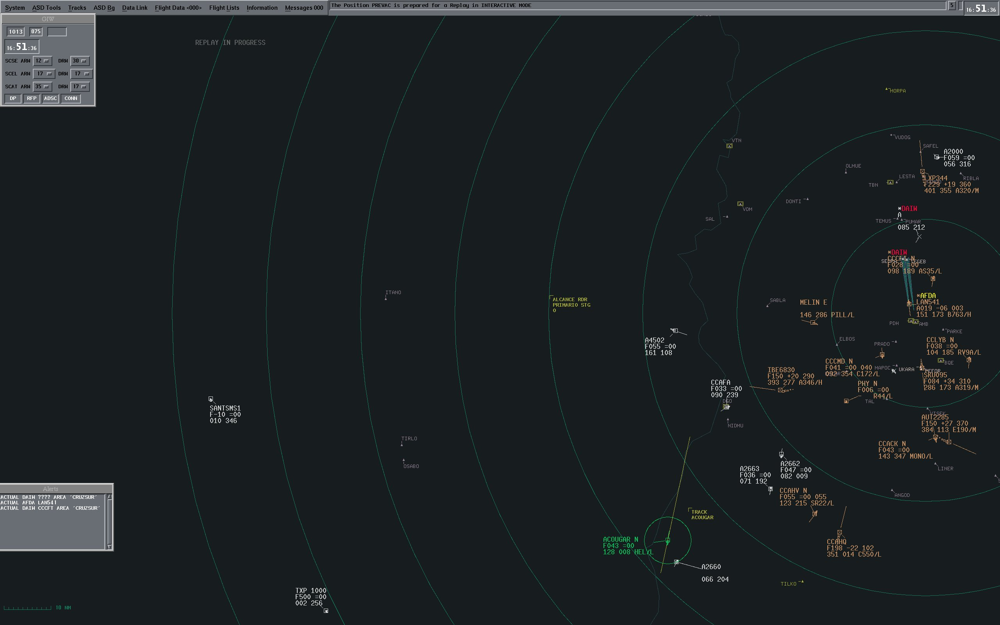 System ASD Tools Tracks ASD Bg Data Link Flight Data <000> Flight Lists Information Messages 000
The Position PREVAC is prepared for a Replay in INTERACTIVE MODE
5
16:51:36
GIW
1013 075
16:51:36
SCSE ARW 12 DRW 30
SCEL ARW 17 DRW 17
SCAT ARW 35 DRW 17
DP RFP ADSC CONN
REPLAY IN PROGRESS
MORPA
VUDOG
VTN
SAFEL
A2000
F059 =00
056 316
OLMUE
LESTA
RIBLA
TBN
LXP344
F229 +19 360
401 355 A320/M
DONTI
VDM
SAL
*DAIW
A
TEMUS
PUMAR
085 212
*DAIW
CCCFT N
TEGEB
F028 =00
098 189 AS35/L
ITANO
ALCANCE RDR
PRIMARIO STG
O
SABLA
MELIN E
146 286 PILL/L
*AFDA
LAN541
A019 -06 003
151 173 B763/H
PDH
AMB
PARKE
A4502
F055 =00
161 108
ELBOS
PRADO
CCLYB N
F038 =00
104 185 RV9A/L
BQE
CCCMD N
F041 =00 040
092 354 C172/L
MAPOC
UKARA
IBE6830
F150 +20 290
393 277 A346/H
SKU095
F084 +34 310
286 173 A319/M
PHY N
F006 =00
R44/L
TAL
CCAFA
F033 =00
090 239
DGO
NIDMU
SANTSMS1
F-10 =00
010 346
VISEK
AUT2285
F150 +27 370
384 113 E190/M
CCACK N
F043 =00
143 347 MONO/L
LINER
TIRLO
OSABO
A2662
F047 =00
082 009
A2663
F036 =00
071 192
ANGOD
CCAHV N
F055 =00 055
123 215 SR22/L
TRACK
ACOUGAR
ACOUGAR N
F043 =00
128 008 HEL/L
CCAHQ
F198 -22 102
351 014 C550/L
A2660
066 204
TILKO
Alerts
ACTUAL DAIW ???? AREA 'CRUZSUR'
ACTUAL AFDA LAN541
ACTUAL DAIW CCCFT AREA 'CRUZSUR'
TXP 1000
F500 =00
002 256
10 NM